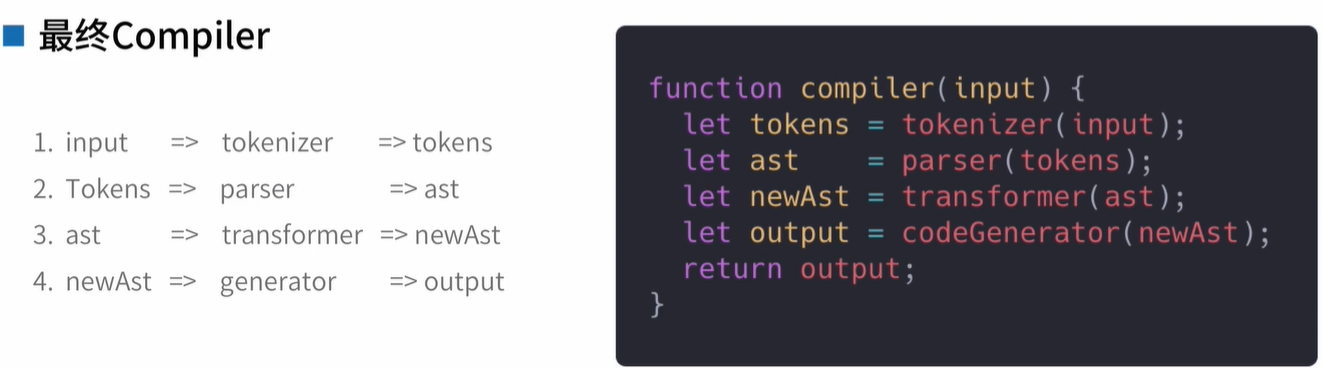 最终Compiler
1. input => tokenizer => tokens
2. Tokens => parser => ast
3. ast => transformer => newAst
4. newAst => generator => output
function compiler(input) {
  let tokens = tokenizer(input);
  let ast    = parser(tokens);
  let newAst = transformer(ast);
  let output = codeGenerator(newAst);
  return output;
}